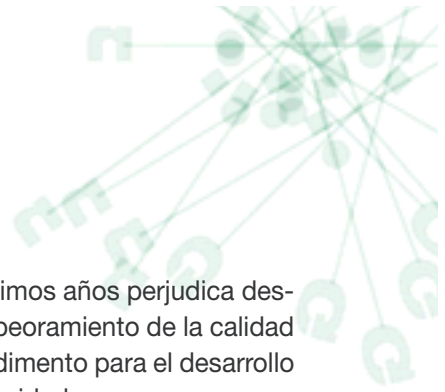 imos años perjudica des-
peoramiento de la calidad
dimento para el desarrollo